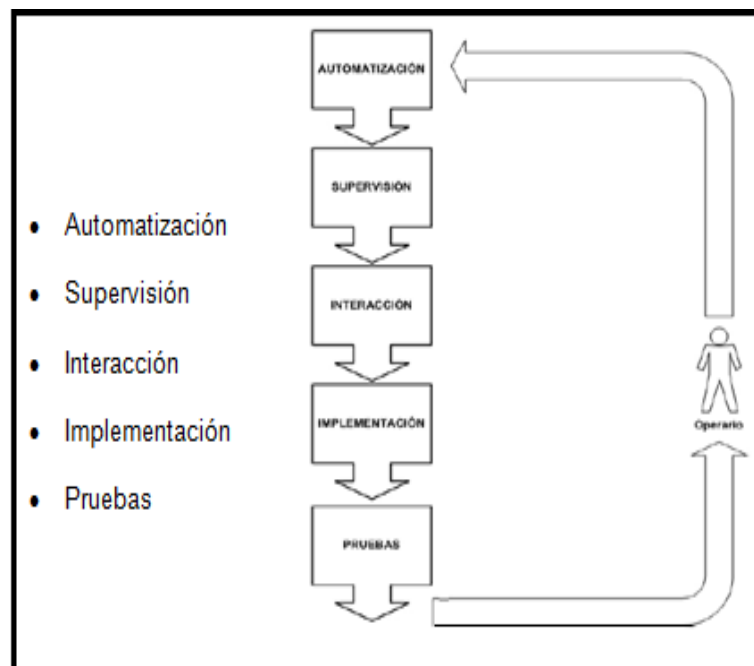 • Automatización
• Supervisión
• Interacción
• Implementación
• Pruebas
AUTOMATIZACIÓN
SUPERVISIÓN
INTERACCIÓN
IMPLEMENTACIÓN
PRUEBAS
Operario